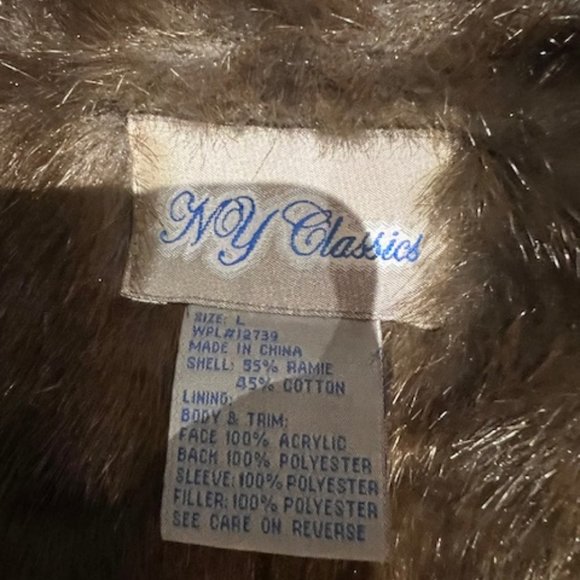 NY Classics
SIZE: L
WPL#12739
MADE IN CHINA
SHELL: 55% RAMIE
45% COTTON
LINING:
BODY & TRIM:
FACE 100% ACRYLIC
BACK 100% POLYESTER
SLEEVE: 100% POLYESTER
FILLER: 100% POLYESTER
SEE CARE ON REVERSE